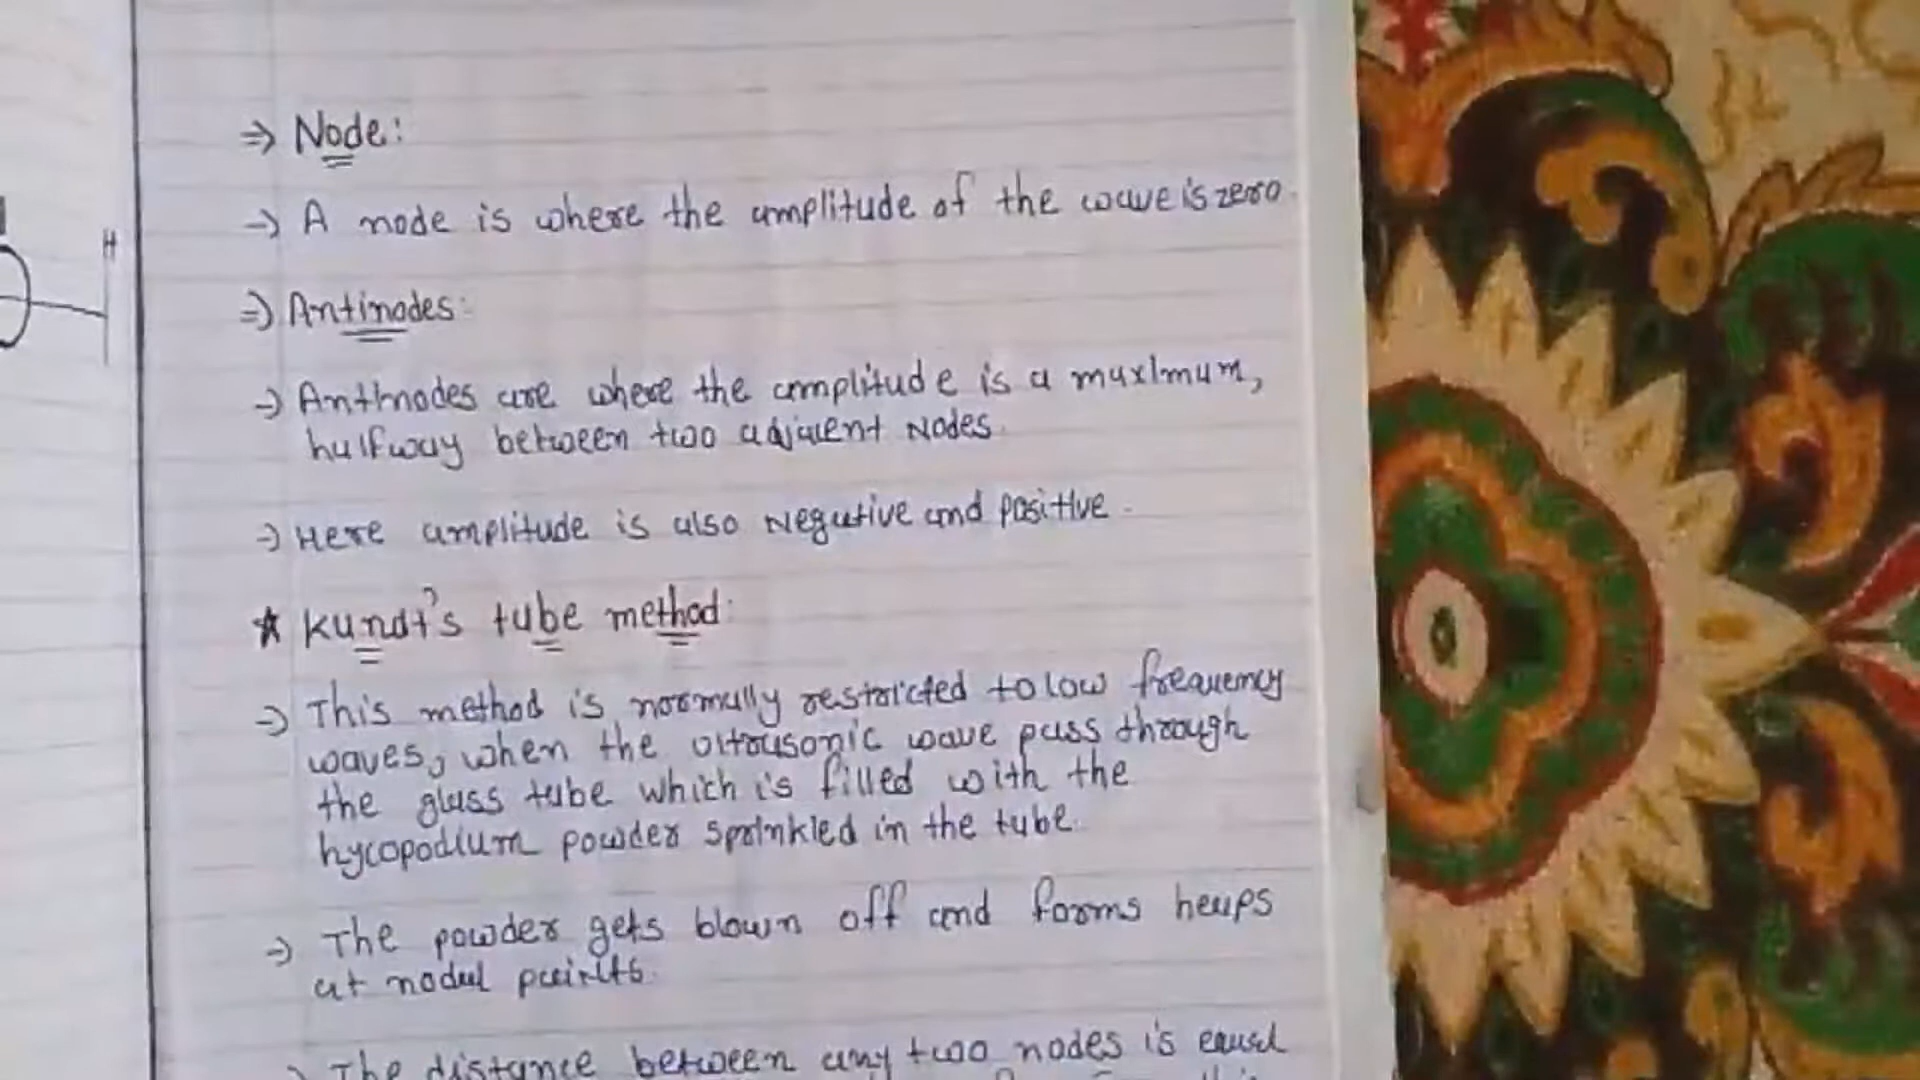 ⇒ Node:
→ A node is where the amplitude of the wave is zero.
⇒ Antinodes:
→ Antinodes are where the amplitude is a maximum,
halfway between two adjacent Nodes.
→ Here amplitude is also Negative and positive.
* Kundt's tube method:
→ This method is normally restricted to low frequency
waves, when the ultrasonic wave pass through
the glass tube which is filled with the
hycopodium powder sprinkled in the tube.
→ The powder gets blown off and forms heaps
at nodal points.
→ The distance between any two nodes is equal